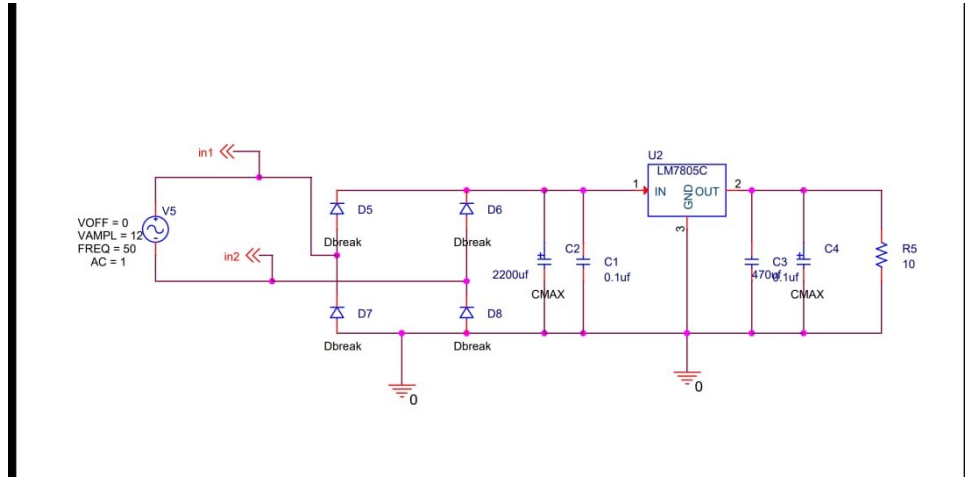 in1
V5
VOFF = 0
VAMPL = 12
FREQ = 50
AC = 1
in2
D5
Dbreak
D6
Dbreak
D7
Dbreak
D8
Dbreak
0
C2
2200uf
CMAX
C1
0.1uf
U2
LM7805C
1
IN
GND
OUT
2
3
0
C3
470uf
0.1uf
C4
CMAX
R5
10